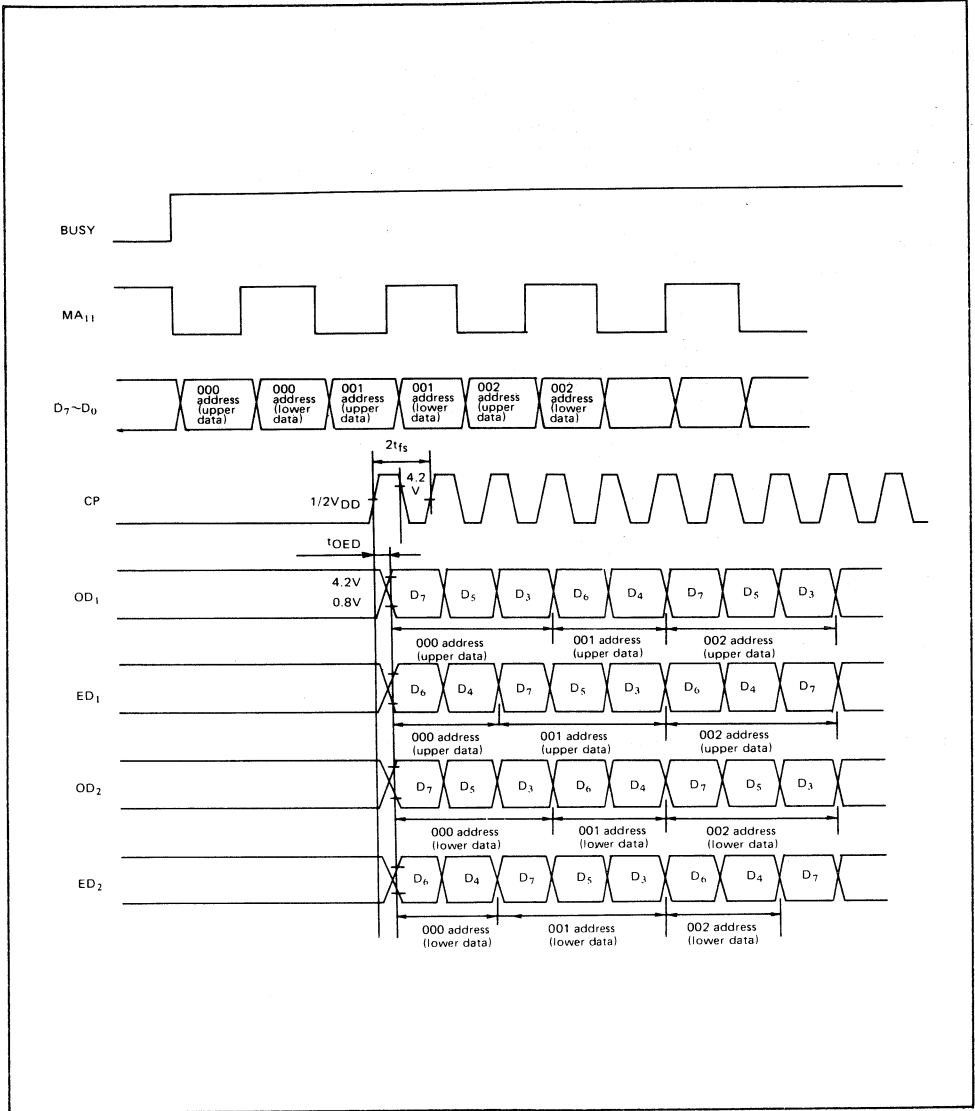 BUSY
MA11
D7~D0
000 address (upper data)
000 address (lower data)
001 address (upper data)
001 address (lower data)
002 address (upper data)
002 address (lower data)
2tfs
4.2 V
CP
1/2VDD
tOED
4.2V
0.8V
OD1
D7 D5 D3 D6 D4 D7 D5 D3
000 address (upper data)
001 address (upper data)
002 address (upper data)
ED1
D6 D4 D7 D5 D3 D6 D4 D7
000 address (upper data)
001 address (upper data)
002 address (upper data)
OD2
D7 D5 D3 D6 D4 D7 D5 D3
000 address (lower data)
001 address (lower data)
002 address (lower data)
ED2
D6 D4 D7 D5 D3 D6 D4 D7
000 address (lower data)
001 address (lower data)
002 address (lower data)